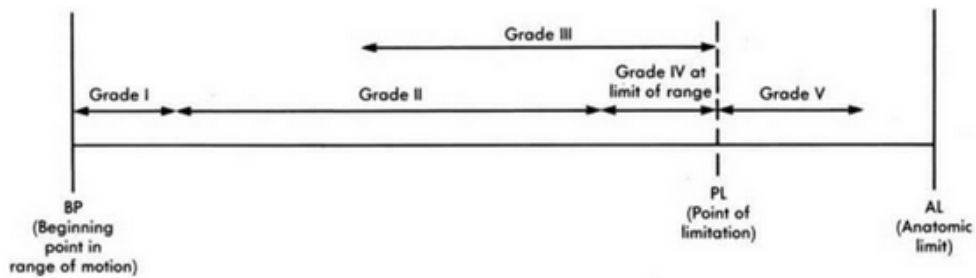 Grade III
Grade I
Grade II
Grade IV at
limit of range
Grade V
BP
(Beginning
point in
range of motion)
PL
(Point of
limitation)
AL
(Anatomic
limit)